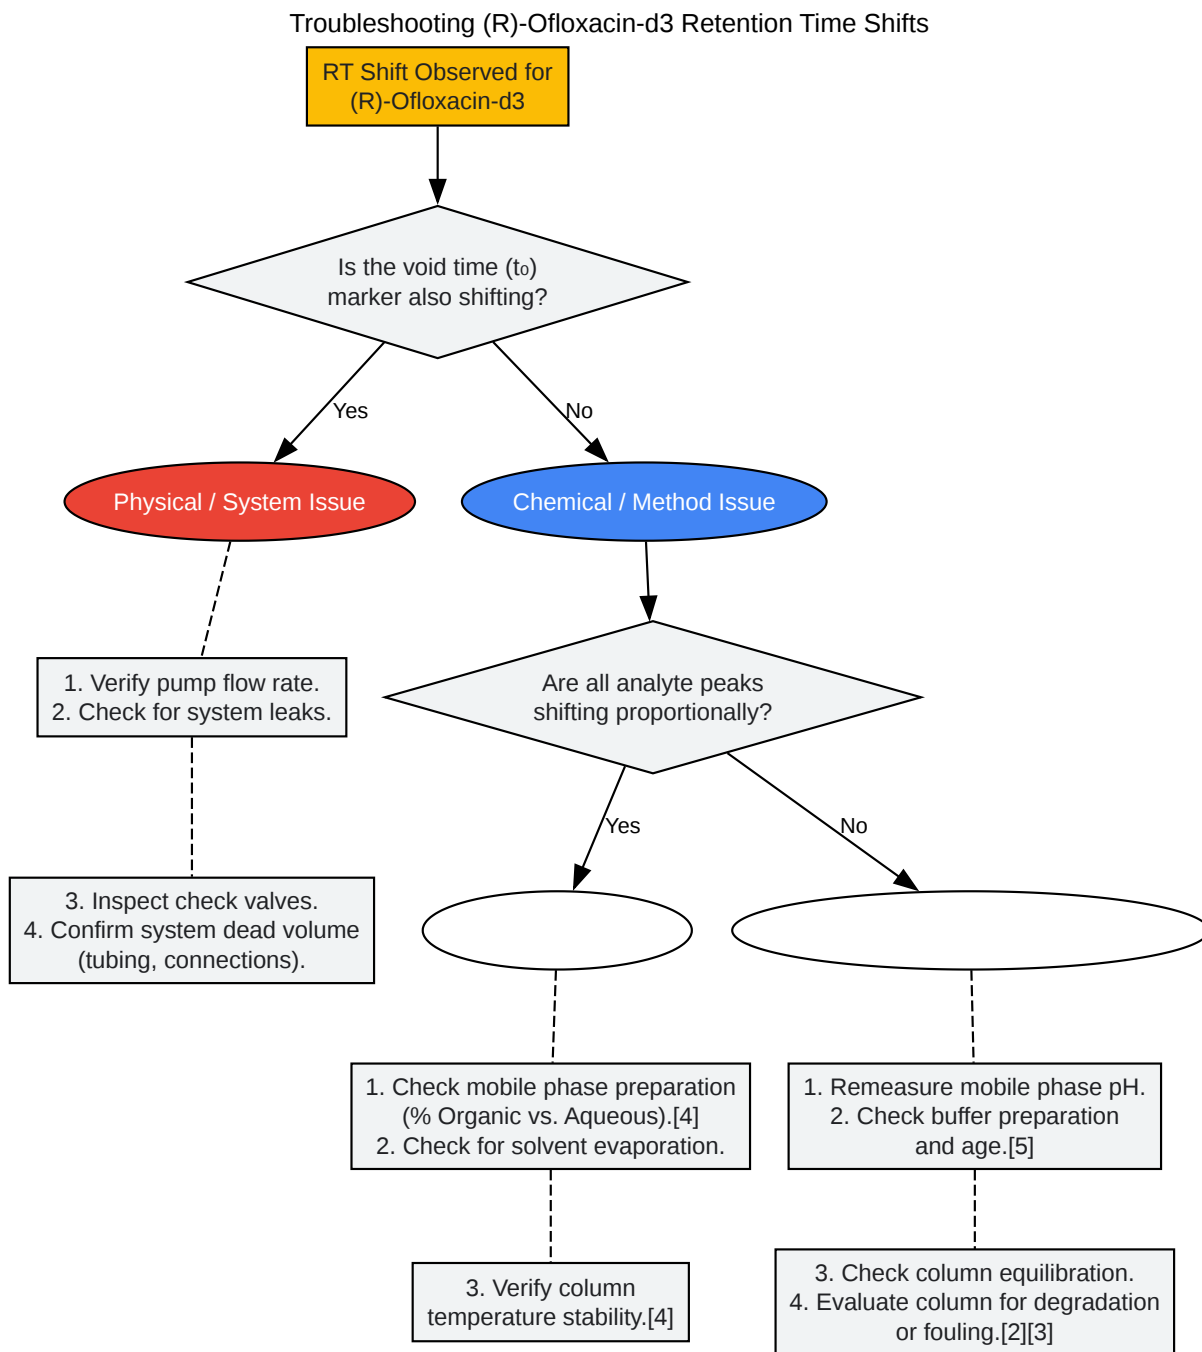 Troubleshooting (R)-Ofloxacin-d3 Retention Time Shifts
RT Shift Observed for
(R)-Ofloxacin-d3
Is the void time (t₀)
marker also shifting?
Yes
No
Physical / System Issue
Chemical / Method Issue
1. Verify pump flow rate.
2. Check for system leaks.
Are all analyte peaks
shifting proportionally?
Yes
No
3. Inspect check valves.
4. Confirm system dead volume
(tubing, connections).
1. Check mobile phase preparation
(% Organic vs. Aqueous).[4]
2. Check for solvent evaporation.
1. Remeasure mobile phase pH.
2. Check buffer preparation
and age.[5]
3. Verify column
temperature stability.[4]
3. Check column equilibration.
4. Evaluate column for degradation
or fouling.[2][3]